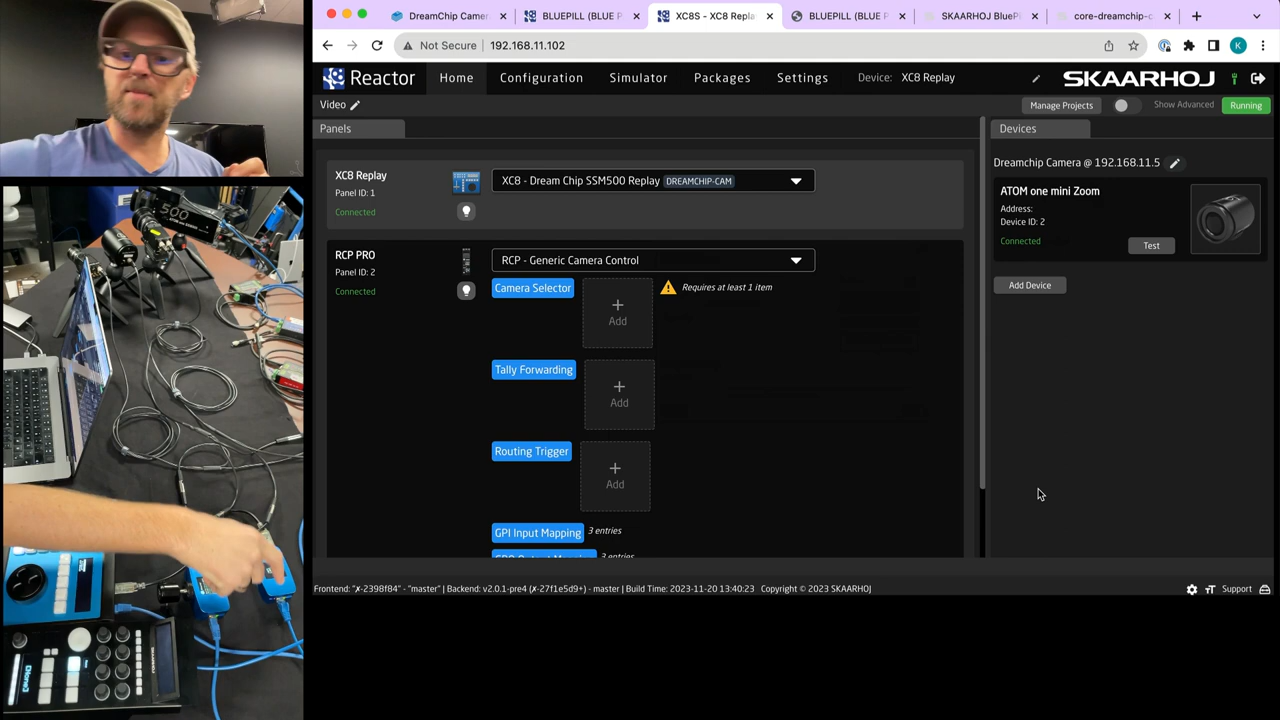 DreamChip Camer
BLUEPILL (BLUE P
XC8S - XC8 Repla
BLUEPILL (BLUE P
SKAARHOJ BluePi
core-dreamchip-c
Not Secure
192.168.11.102
K
Reactor
Home
Configuration
Simulator
Packages
Settings
Device:
XC8 Replay
SKAARHOJ
Video
Manage Projects
Show Advanced
Running
Panels
Devices
XC8 Replay
Panel ID: 1
Connected
XC8 - Dream Chip SSM500 Replay DREAMCHIP-CAM
RCP PRO
Panel ID: 2
Connected
RCP - Generic Camera Control
Camera Selector
+
Add
Requires at least 1 item
Tally Forwarding
+
Add
Routing Trigger
+
Add
GPI Input Mapping
3 entries
GPO Output Mapping
3 entries
Dreamchip Camera @ 192.168.11.5
ATOM one mini Zoom
Address:
Device ID: 2
Connected
Test
Add Device
Frontend: "✗-2398f84" - "master" | Backend: v2.0.1-pre4 (✗-27f1e5d9+) - master | Build Time: 2023-11-20 13:40:23 Copyright © 2023 SKAARHOJ
Support
500